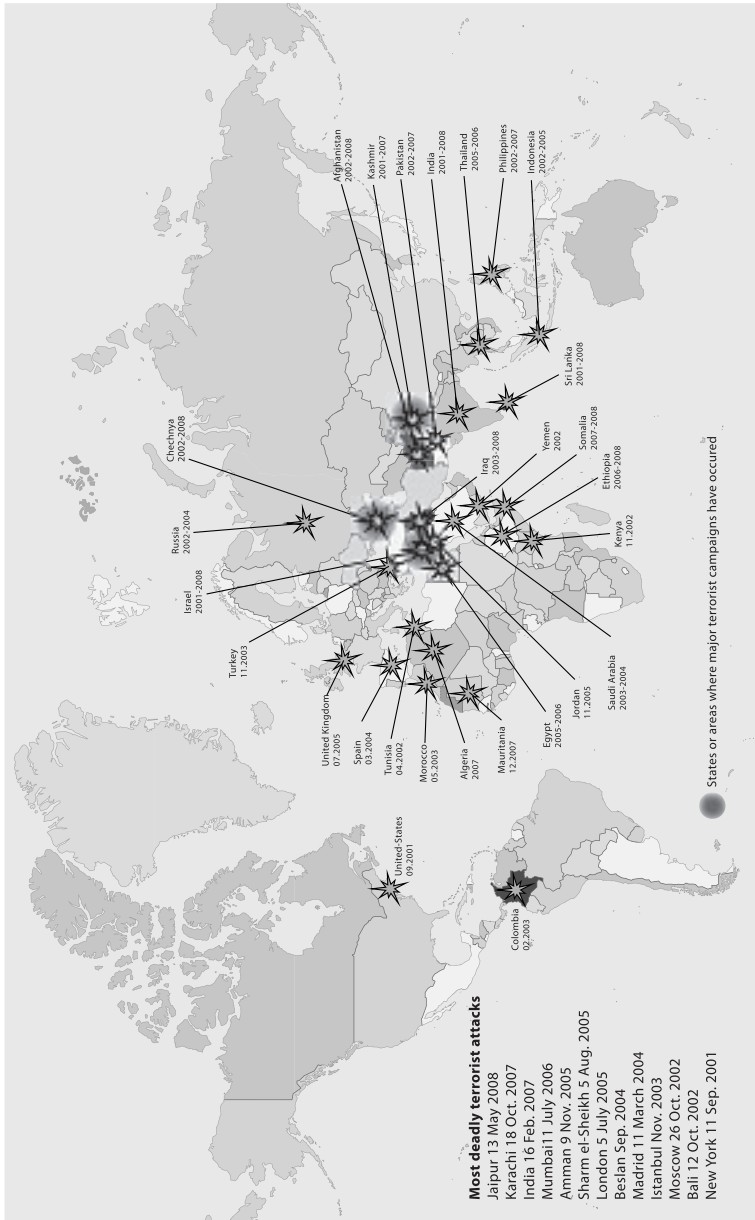 Russia
2002-2004
Chechnya
2002-2008
Israel
2001-2008
Turkey
11.2003
United Kingdom
07.2005
Spain
03.2004
Tunisia
04.2002
Morocco
05.2003
Algeria
2007
Mauritania
12.2007
Egypt
2005-2006
Jordan
11.2005
Saudi Arabia
2003-2004
Kenya
11.2002
Ethiopia
2006-2008
Somalia
2007-2008
Yemen
2002
Iraq
2003-2008
Sri Lanka
2001-2008
Afghanistan
2002-2008
Kashmir
2001-2007
Pakistan
2002-2007
India
2001-2008
Thailand
2005-2006
Philippines
2002-2007
Indonesia
2002-2005
United-States
09.2001
Colombia
02.2003
Most deadly terrorist attacks
Jaipur 13 May 2008
Karachi 18 Oct. 2007
India 16 Feb. 2007
Mumbai11 July 2006
Amman 9 Nov. 2005
Sharm el-Sheikh 5 Aug. 2005
London 5 July 2005
Beslan Sep. 2004
Madrid 11 March 2004
Istanbul Nov. 2003
Moscow 26 Oct. 2002
Bali 12 Oct. 2002
New York 11 Sep. 2001
States or areas where major terrorist campaigns have occured